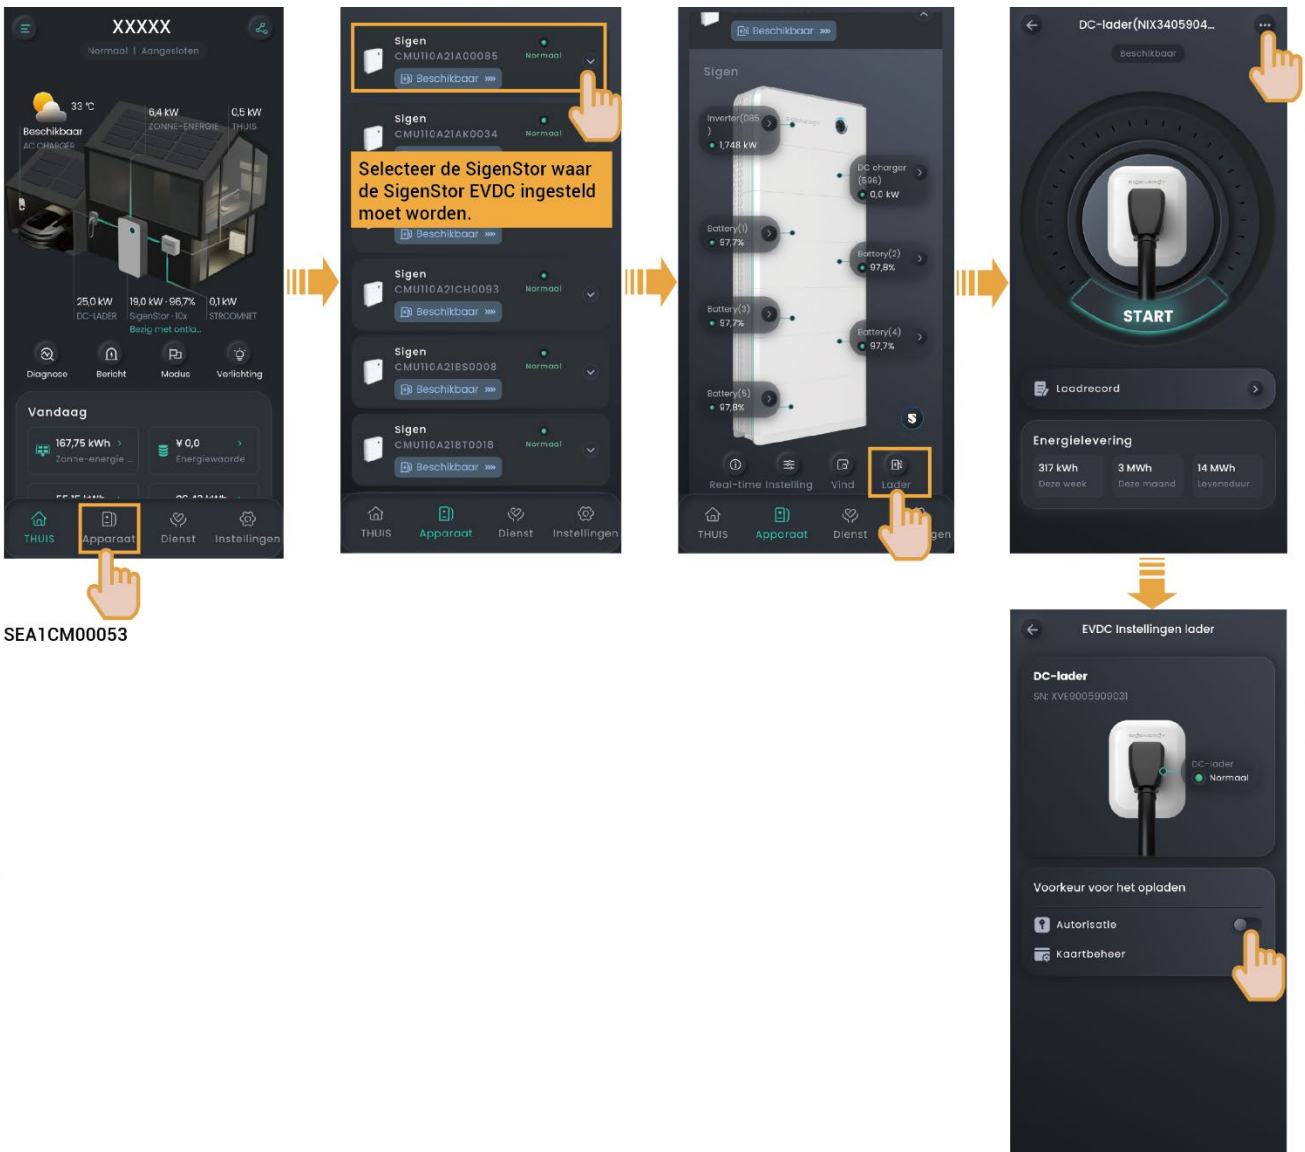 XXXXX
Normaal | Aangesloten
33 °C
Beschikbaar
AC CHARGER
6,4 kW
ZONNE-ENERGIE
0,5 kW
THUIS
25,0 kW
DC-LADER
19,0 kW · 96,7%
SigenStor · 10x
Bezig met ontla...
0,1 kW
STROOMNET
Diagnose
Bericht
Modus
Verlichting
Vandaag
167,75 kWh
Zonne-energie ...
¥ 0,0
Energiewaarde
THUIS
Apparaat
Dienst
Instellingen
SEA1CM00053
Sigen
CMU110A21A00085
Normaal
Beschikbaar
Sigen
CMU110A21AK0034
Normaal
Selecteer de SigenStor waar
de SigenStor EVDC ingesteld
moet worden.
Beschikbaar
Sigen
CMU110A21CH0093
Normaal
Beschikbaar
Sigen
CMU110A21BS0008
Normaal
Beschikbaar
Sigen
CMU110A21BT0018
Normaal
Beschikbaar
THUIS
Apparaat
Dienst
Instellingen
Beschikbaar
Sigen
Inverter(085
)
1,748 kW
DC charger
(596)
0,0 kW
Battery(1)
97,7%
Battery(2)
97,8%
Battery(3)
97,7%
Battery(4)
97,7%
Battery(5)
97,8%
Real-time
Instelling
Vind
Lader
THUIS
Apparaat
Dienst
gen
DC-lader(NIX3405904...
Beschikbaar
START
Laadrecord
Energielevering
317 kWh
Deze week
3 MWh
Deze maand
14 MWh
Levensduur
EVDC Instellingen lader
DC-lader
SN: XVE9005909031
DC-lader
Normaal
Voorkeur voor het opladen
Autorisatie
Kaartbeheer